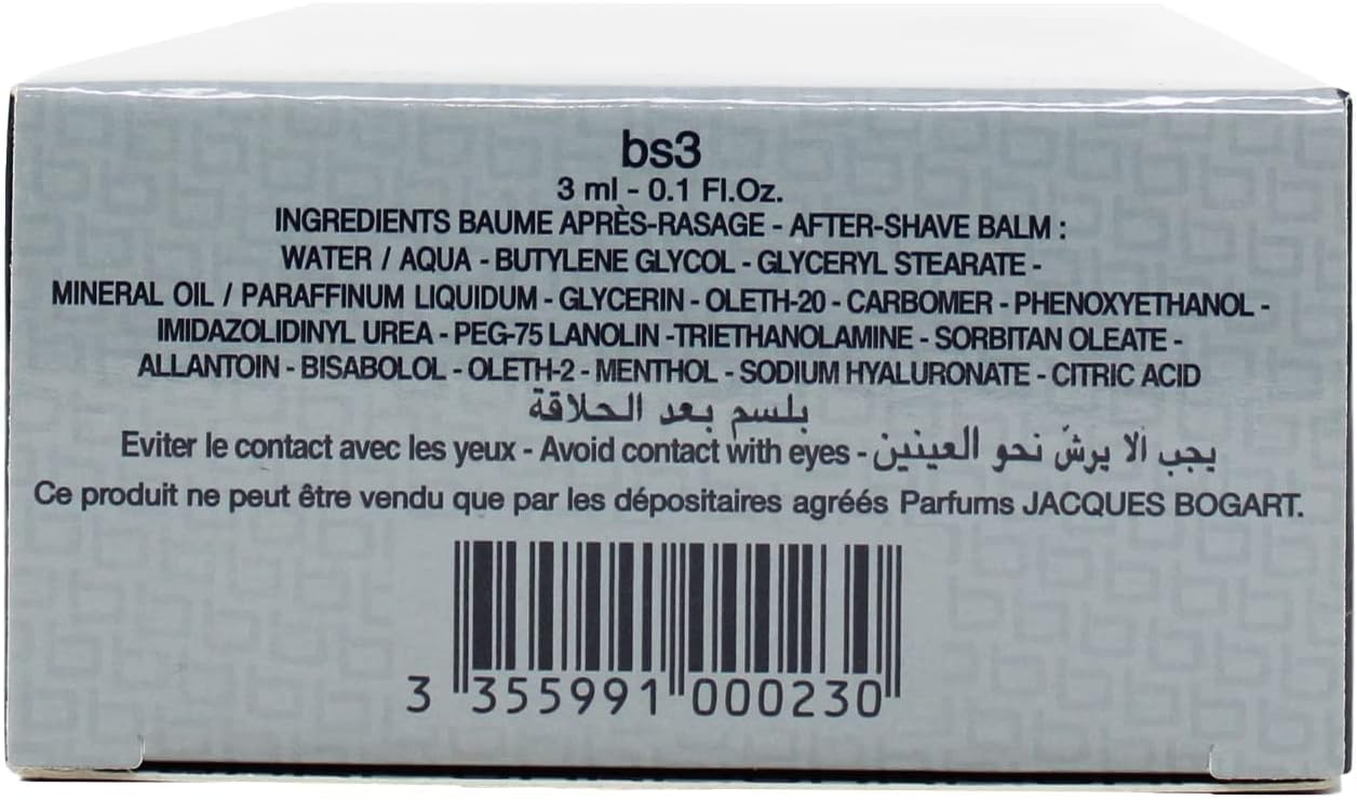 bs3
3 ml - 0.1 Fl.Oz.
INGREDIENTS BAUME APRÈS-RASAGE - AFTER-SHAVE BALM :
WATER / AQUA - BUTYLENE GLYCOL - GLYCERYL STEARATE -
MINERAL OIL / PARAFFINUM LIQUIDUM - GLYCERIN - OLETH-20 - CARBOMER - PHENOXYETHANOL -
IMIDAZOLIDINYL UREA - PEG-75 LANOLIN -TRIETHANOLAMINE - SORBITAN OLEATE -
ALLANTOIN - BISABOLOL - OLETH-2 - MENTHOL - SODIUM HYALURONATE - CITRIC ACID
بلسم بعد الحلاقة
Eviter le contact avec les yeux - Avoid contact with eyes - يجب ألا يرشّ نحو العينين
Ce produit ne peut être vendu que par les dépositaires agréés Parfums JACQUES BOGART.
3 355991 000230